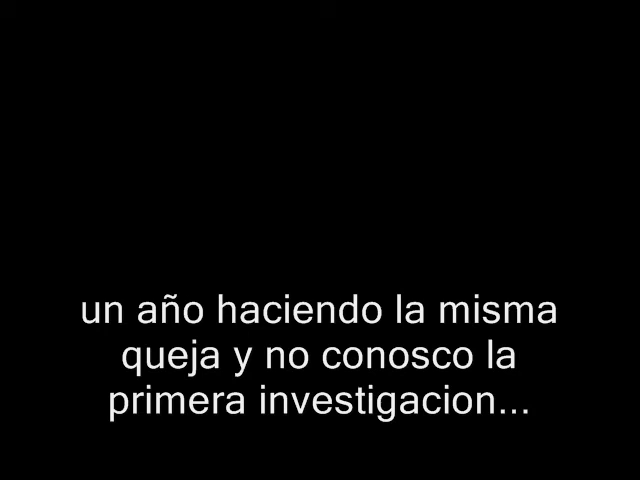 un año haciendo la misma
queja y no conosco la
primera investigacion...